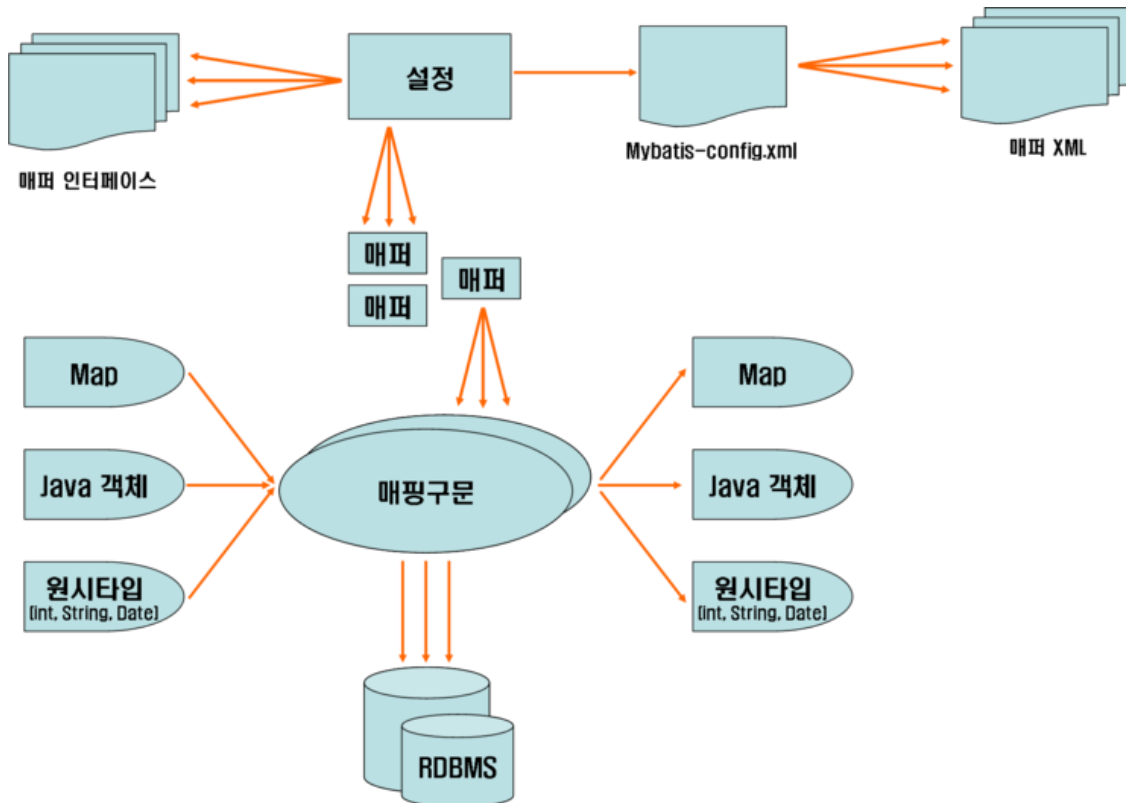 설정
Mybatis-config.xml
매퍼 XML
매퍼 인터페이스
매퍼
매퍼
매퍼
Map
Map
Java 객체
매핑구문
Java 객체
원시타입
(int, String, Date)
원시타입
(int, String, Date)
RDBMS